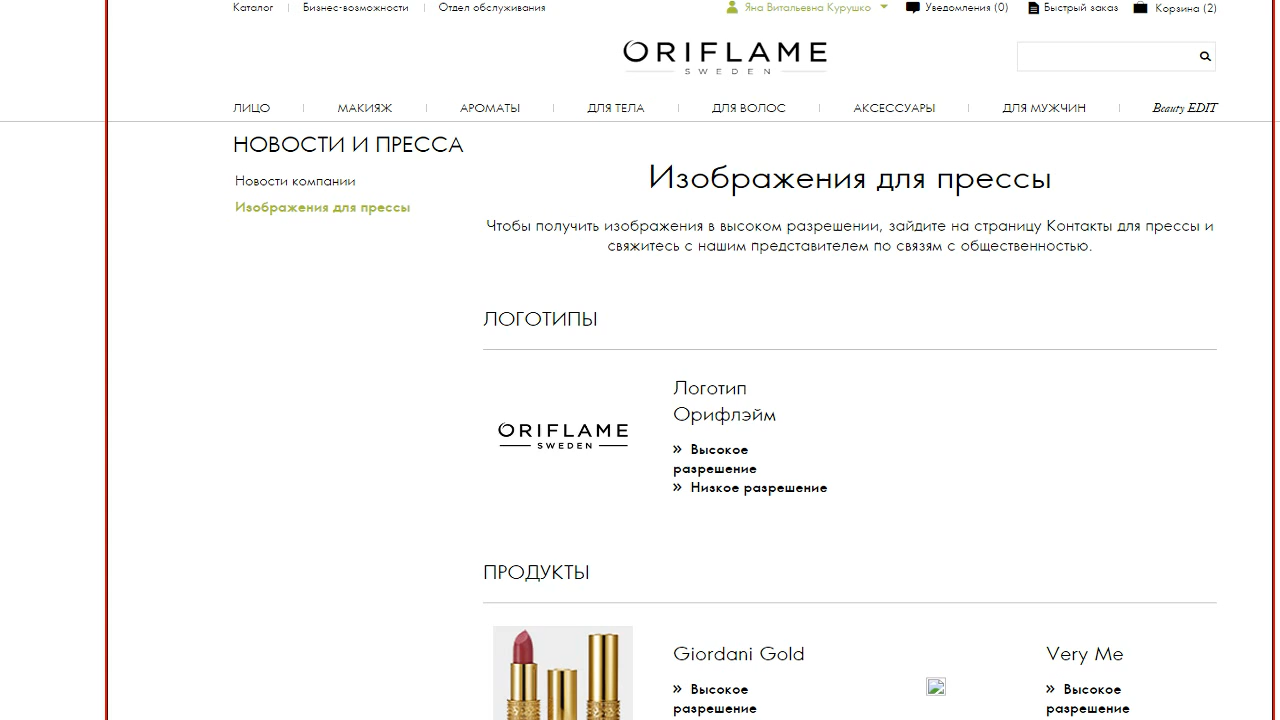 Каталог
Бизнес-возможности
Отдел обслуживания
Яна Витальевна Курушко
Уведомления (0)
Быстрый заказ
Корзина (2)
ORIFLAME
SWEDEN
ЛИЦО
МАКИЯЖ
АРОМАТЫ
ДЛЯ ТЕЛА
ДЛЯ ВОЛОС
АКСЕССУАРЫ
ДЛЯ МУЖЧИН
Beauty EDIT
НОВОСТИ И ПРЕССА
Новости компании
Изображения для прессы
Изображения для прессы
Чтобы получить изображения в высоком разрешении, зайдите на страницу Контакты для прессы и
свяжитесь с нашим представителем по связям с общественностью.
ЛОГОТИПЫ
ORIFLAME
SWEDEN
Логотип
Орифлэйм
» Высокое
разрешение
» Низкое разрешение
ПРОДУКТЫ
Giordani Gold
» Высокое
разрешение
Very Me
» Высокое
разрешение